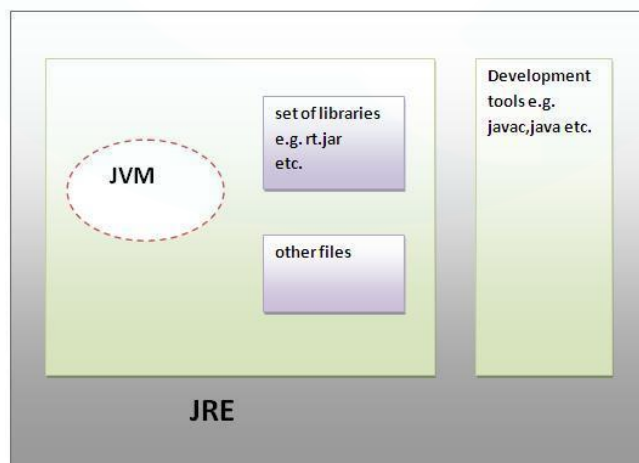 JVM
set of libraries
e.g. rt.jar
etc.
other files
Development
tools e.g.
javac,java etc.
JRE